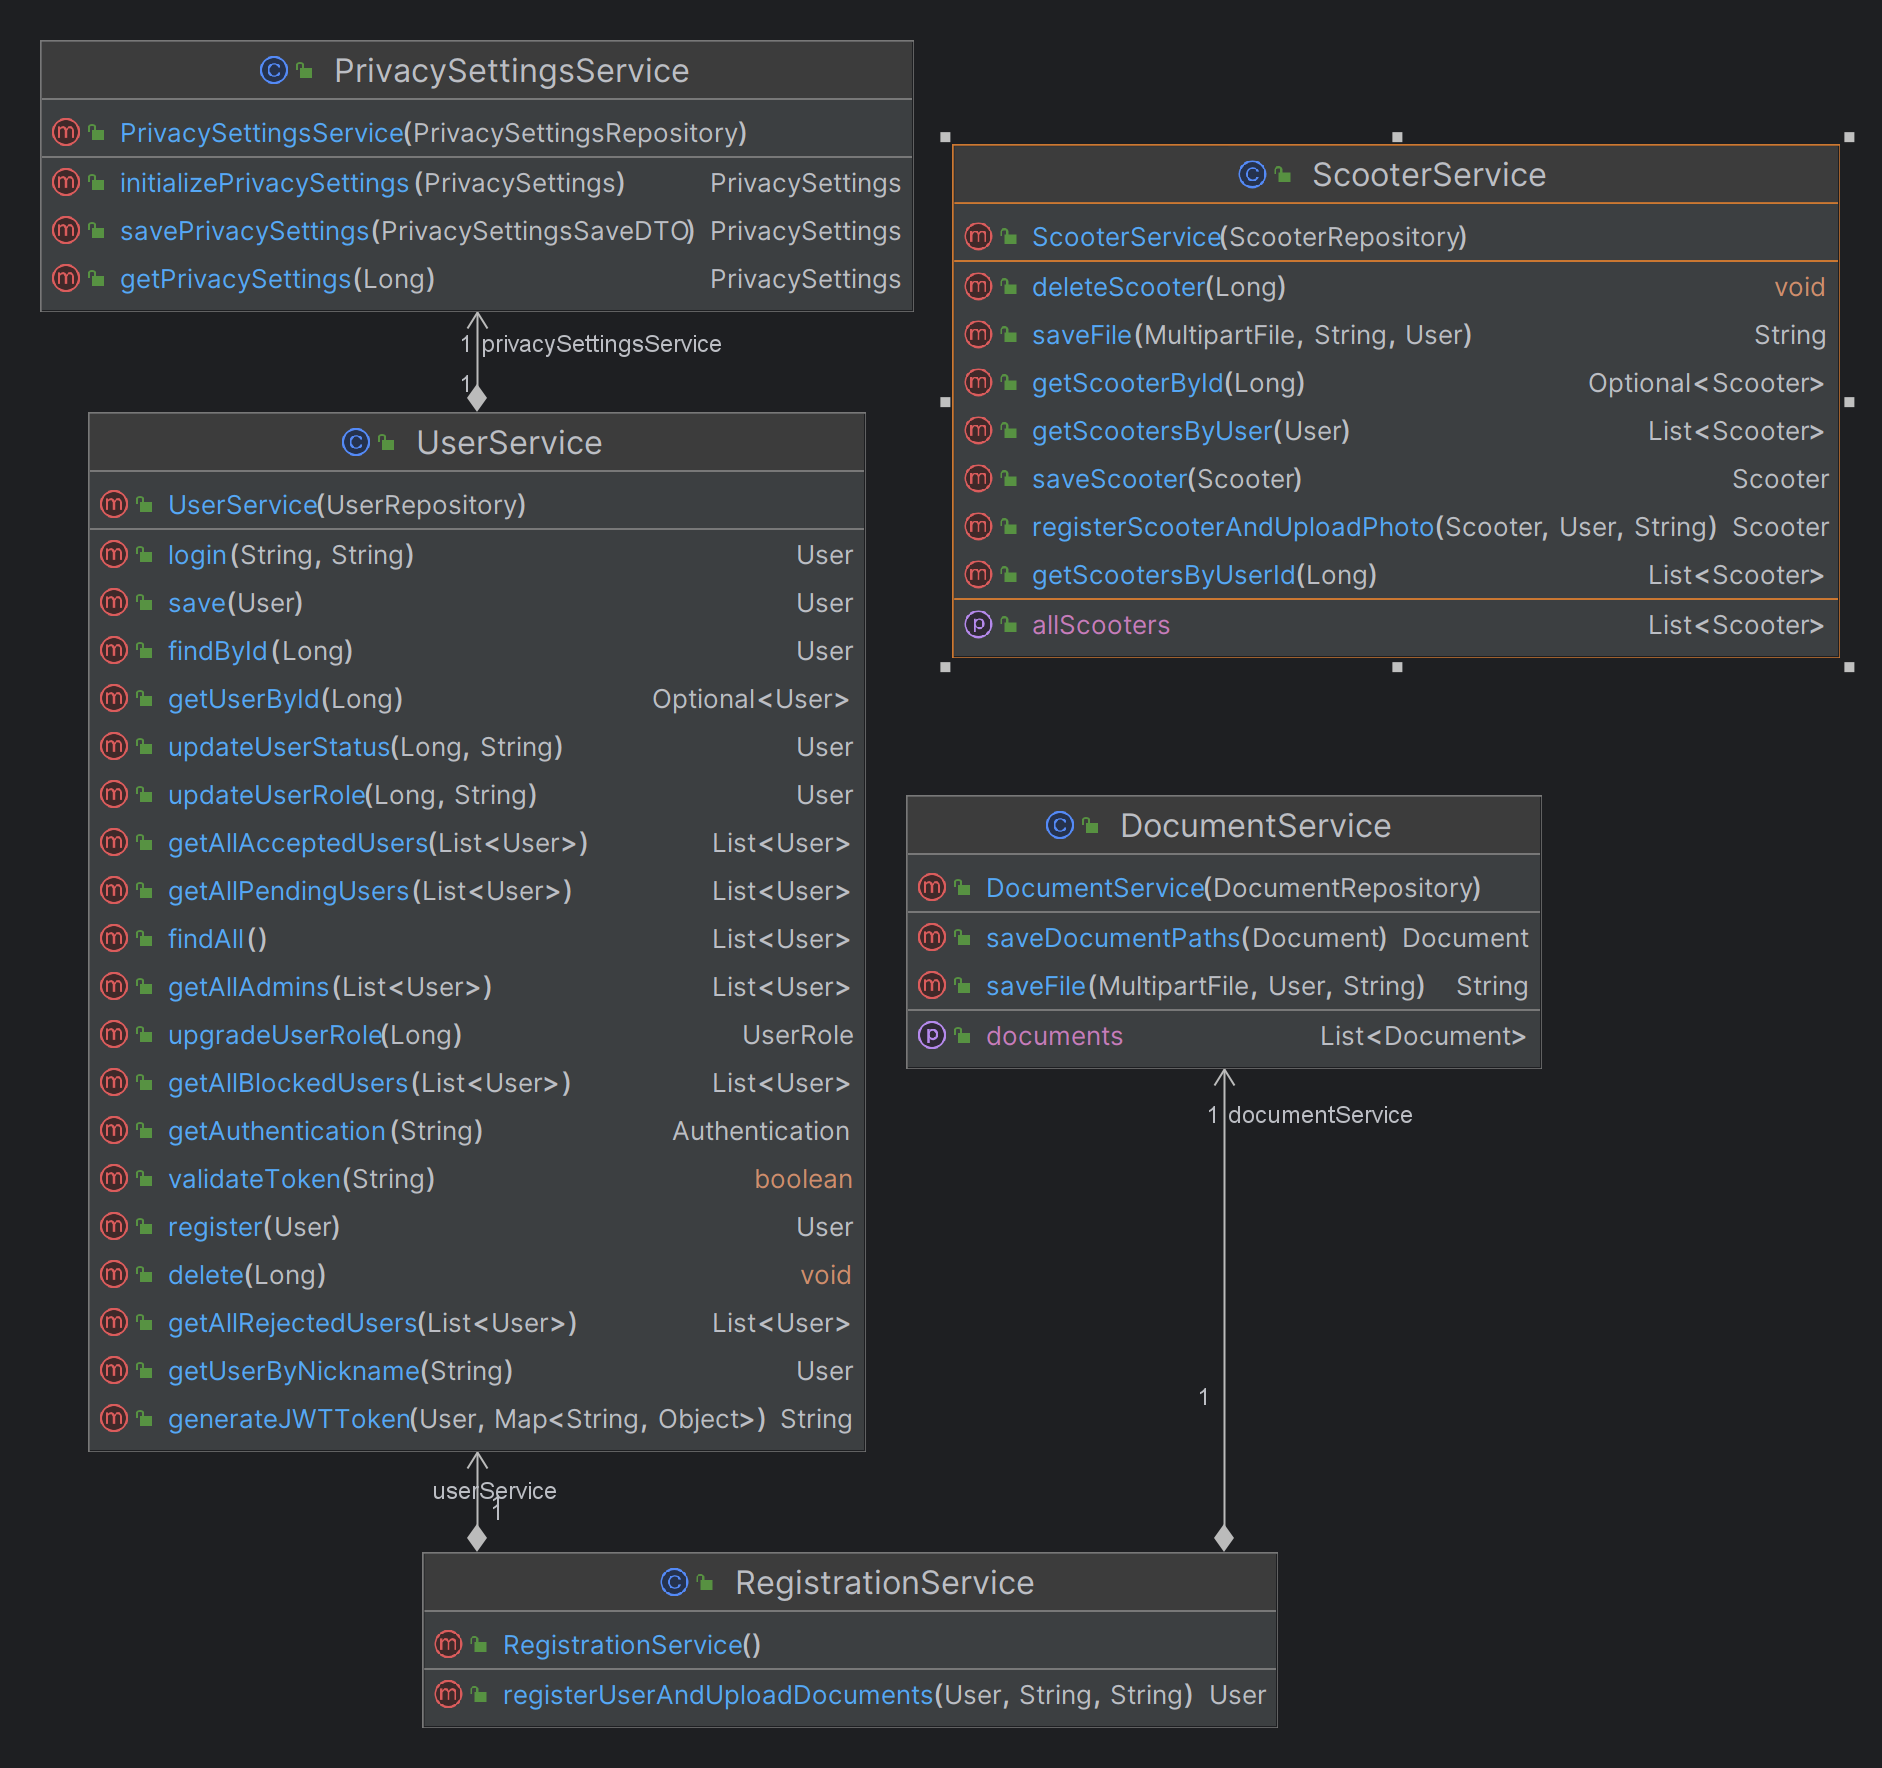 PrivacySettingsService
PrivacySettingsService(PrivacySettingsRepository)
initializePrivacySettings(PrivacySettings) PrivacySettings
savePrivacySettings(PrivacySettingsSaveDTO) PrivacySettings
getPrivacySettings(Long) PrivacySettings
1 privacySettingsService
1
UserService
UserService(UserRepository)
login(String, String) User
save(User) User
findById(Long) User
getUserById(Long) Optional<User>
updateUserStatus(Long, String) User
updateUserRole(Long, String) User
getAllAcceptedUsers(List<User>) List<User>
getAllPendingUsers(List<User>) List<User>
findAll() List<User>
getAllAdmins(List<User>) List<User>
upgradeUserRole(Long) UserRole
getAllBlockedUsers(List<User>) List<User>
getAuthentication(String) Authentication
validateToken(String) boolean
register(User) User
delete(Long) void
getAllRejectedUsers(List<User>) List<User>
getUserByNickname(String) User
generateJWTToken(User, Map<String, Object>) String
userService
1
ScooterService
ScooterService(ScooterRepository)
deleteScooter(Long) void
saveFile(MultipartFile, String, User) String
getScooterById(Long) Optional<Scooter>
getScootersByUser(User) List<Scooter>
saveScooter(Scooter) Scooter
registerScooterAndUploadPhoto(Scooter, User, String) Scooter
getScootersByUserId(Long) List<Scooter>
allScooters List<Scooter>
DocumentService
DocumentService(DocumentRepository)
saveDocumentPaths(Document) Document
saveFile(MultipartFile, User, String) String
documents List<Document>
1 documentService
1
RegistrationService
RegistrationService()
registerUserAndUploadDocuments(User, String, String) User